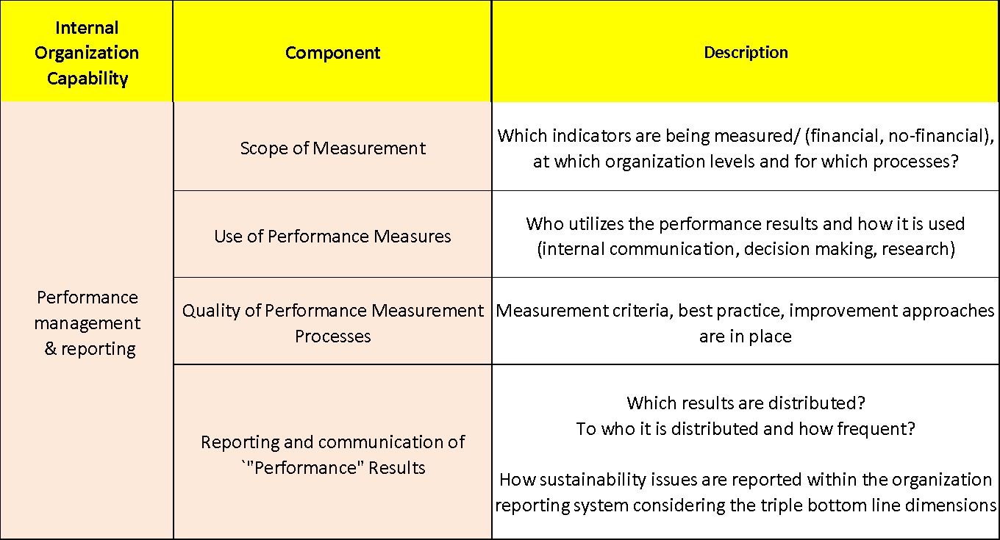 Internal
Organization
Capability
Component
Description
Performance
management
& reporting
Scope of Measurement
Which indicators are being measured/ (financial, no-financial),
at which organization levels and for which processes?
Use of Performance Measures
Who utilizes the performance results and how it is used
(internal communication, decision making, research)
Quality of Performance Measurement
Processes
Measurement criteria, best practice, improvement approaches
are in place
Reporting and communication of
`"Performance" Results
Which results are distributed?
To who it is distributed and how frequent?
How sustainability issues are reported within the organization
reporting system considering the triple bottom line dimensions